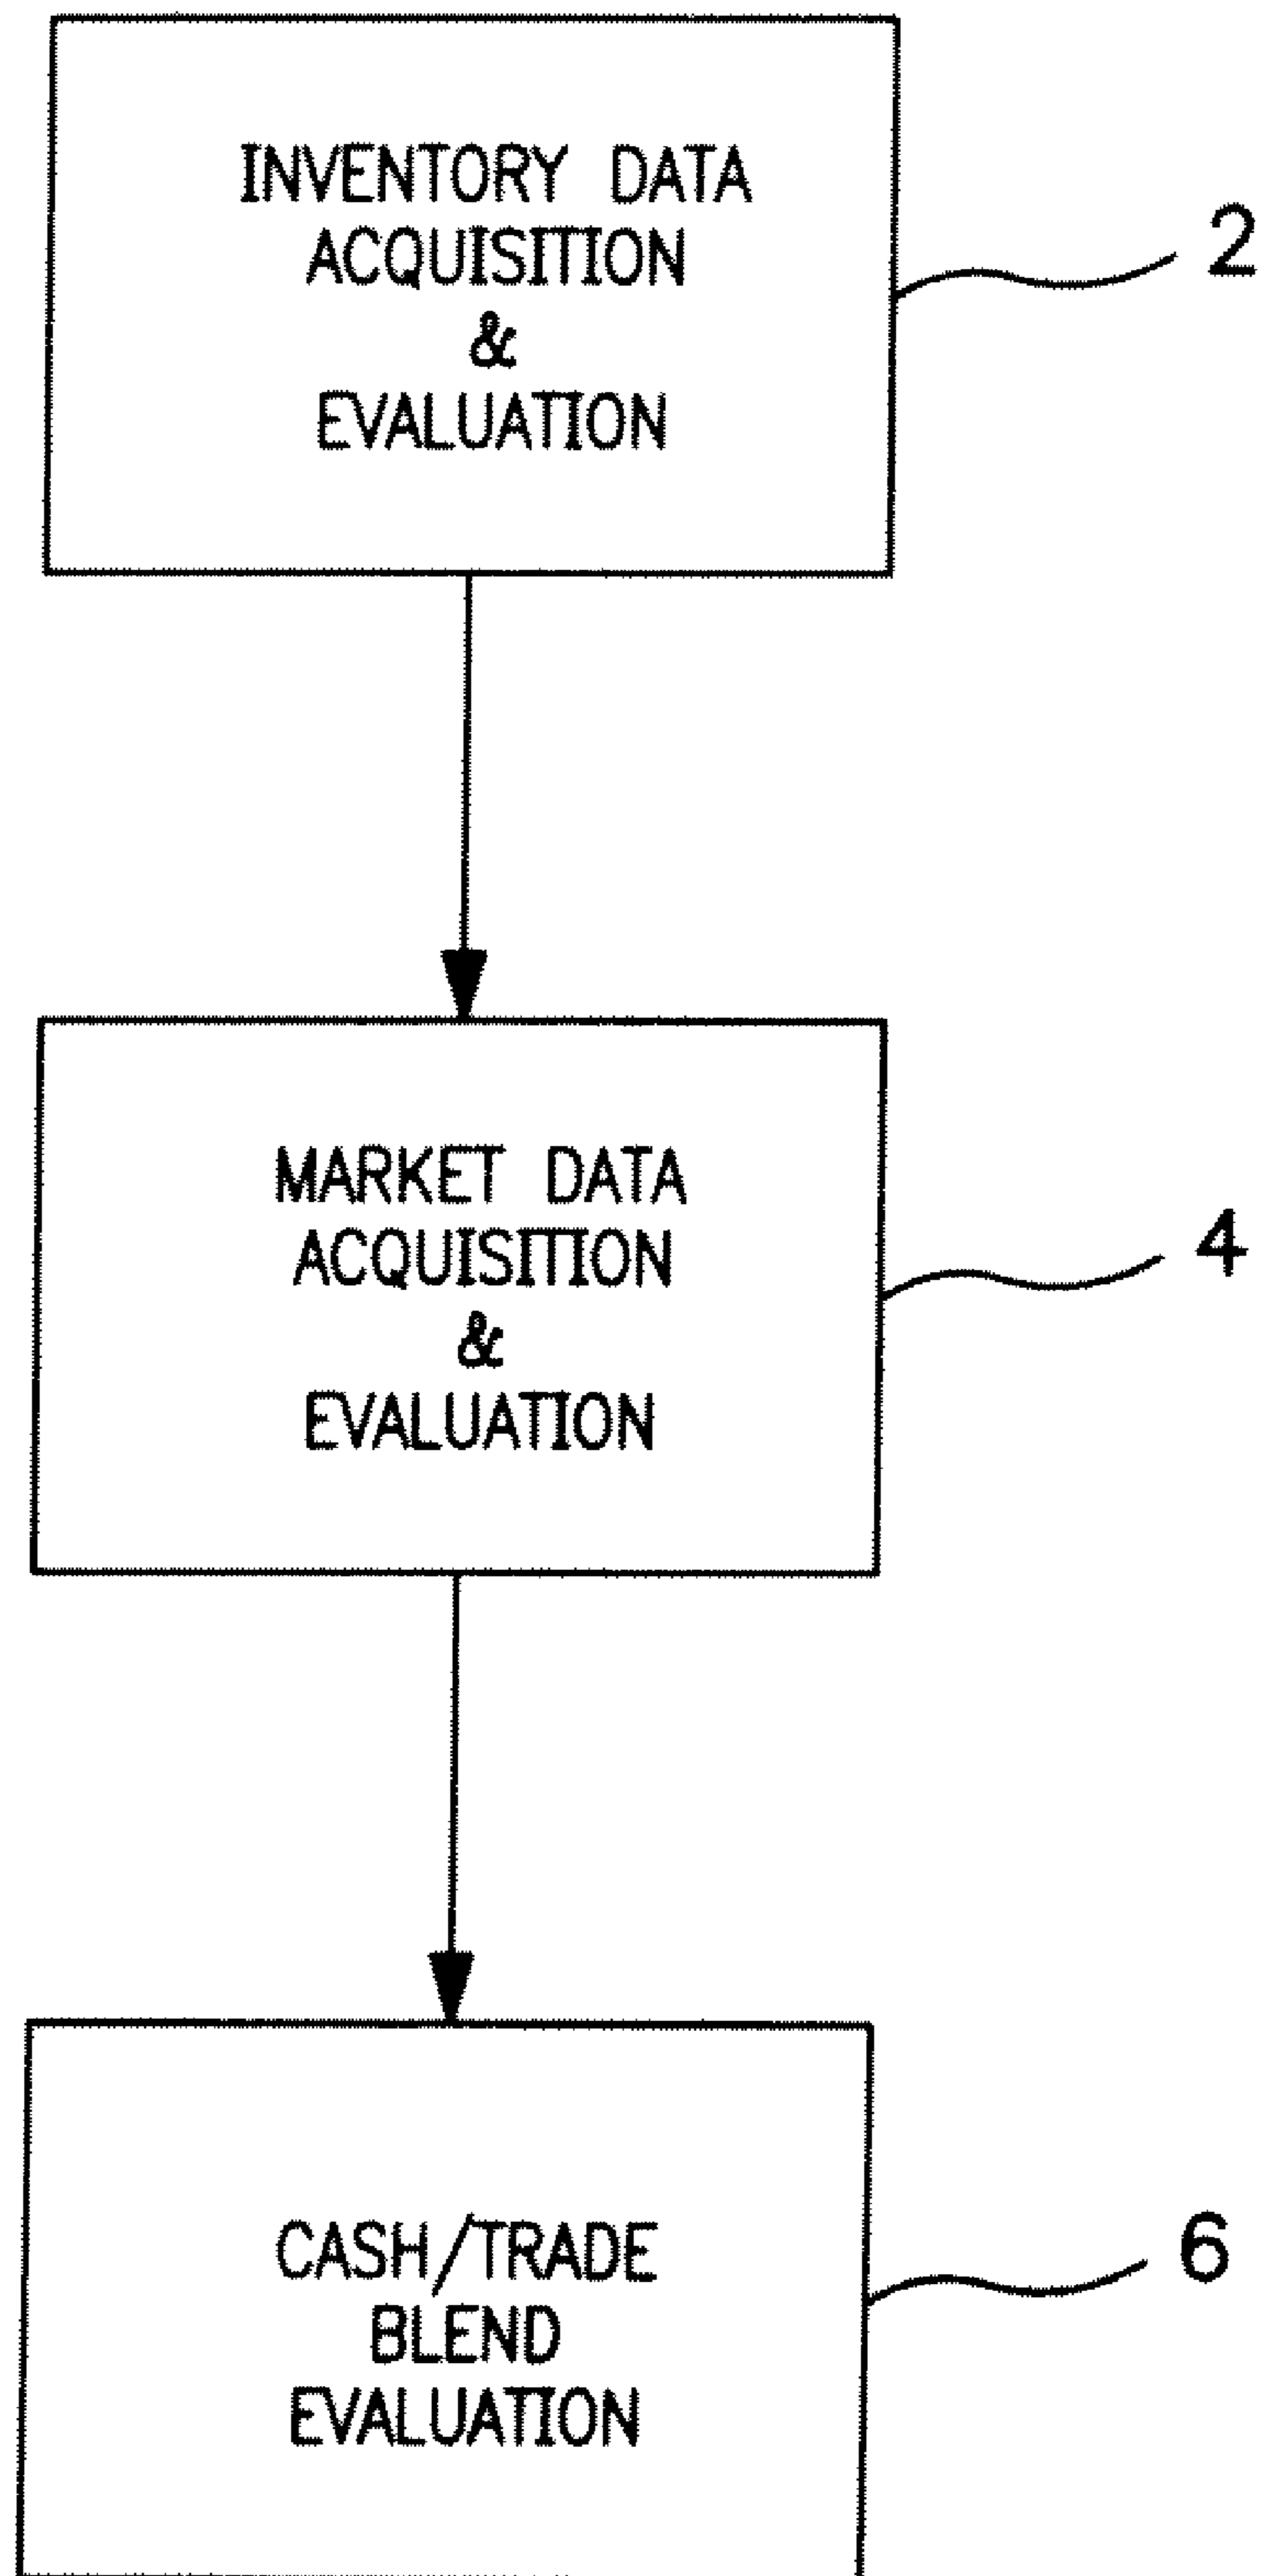 INVENTORY DATA
ACQUISITION
&
EVALUATION
2
MARKET DATA
ACQUISITION
&
EVALUATION
4
CASH/TRADE
BLEND
EVALUATION
6